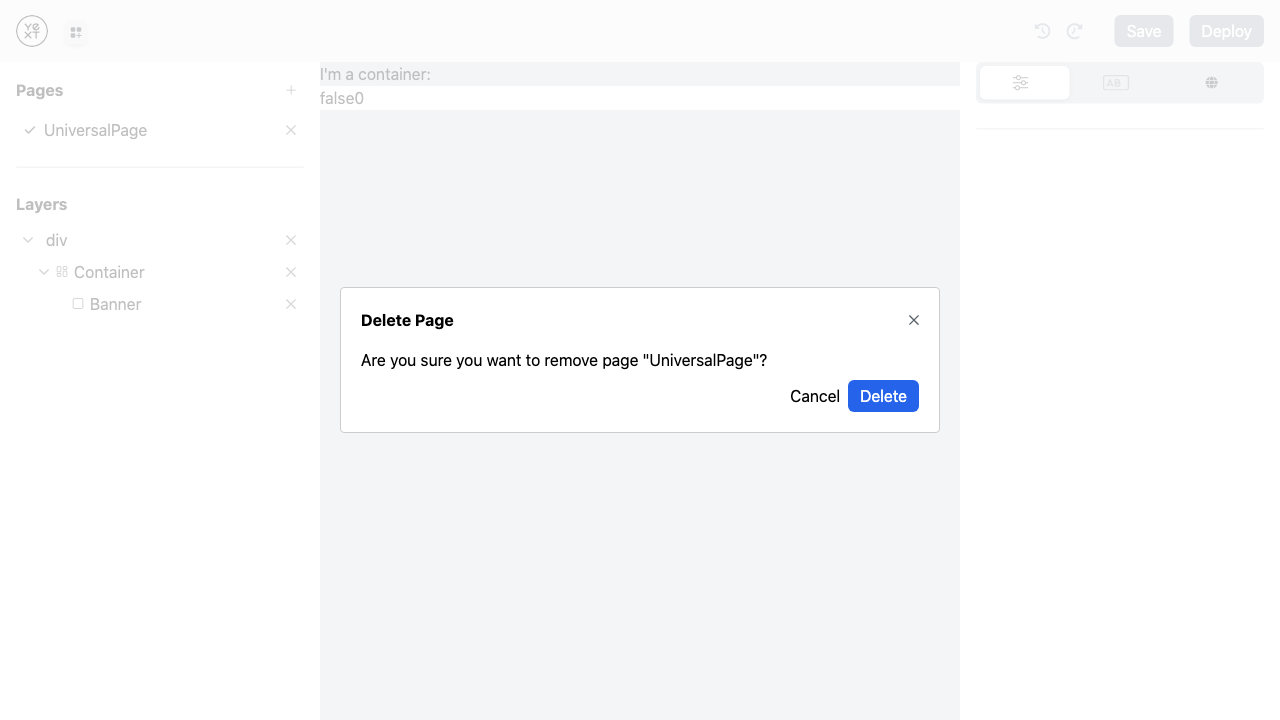 YEXT
Save
Deploy
Pages
UniversalPage
Layers
div
Container
Banner
I'm a container:
false0
AB
Delete Page
Are you sure you want to remove page "UniversalPage"?
Cancel
Delete